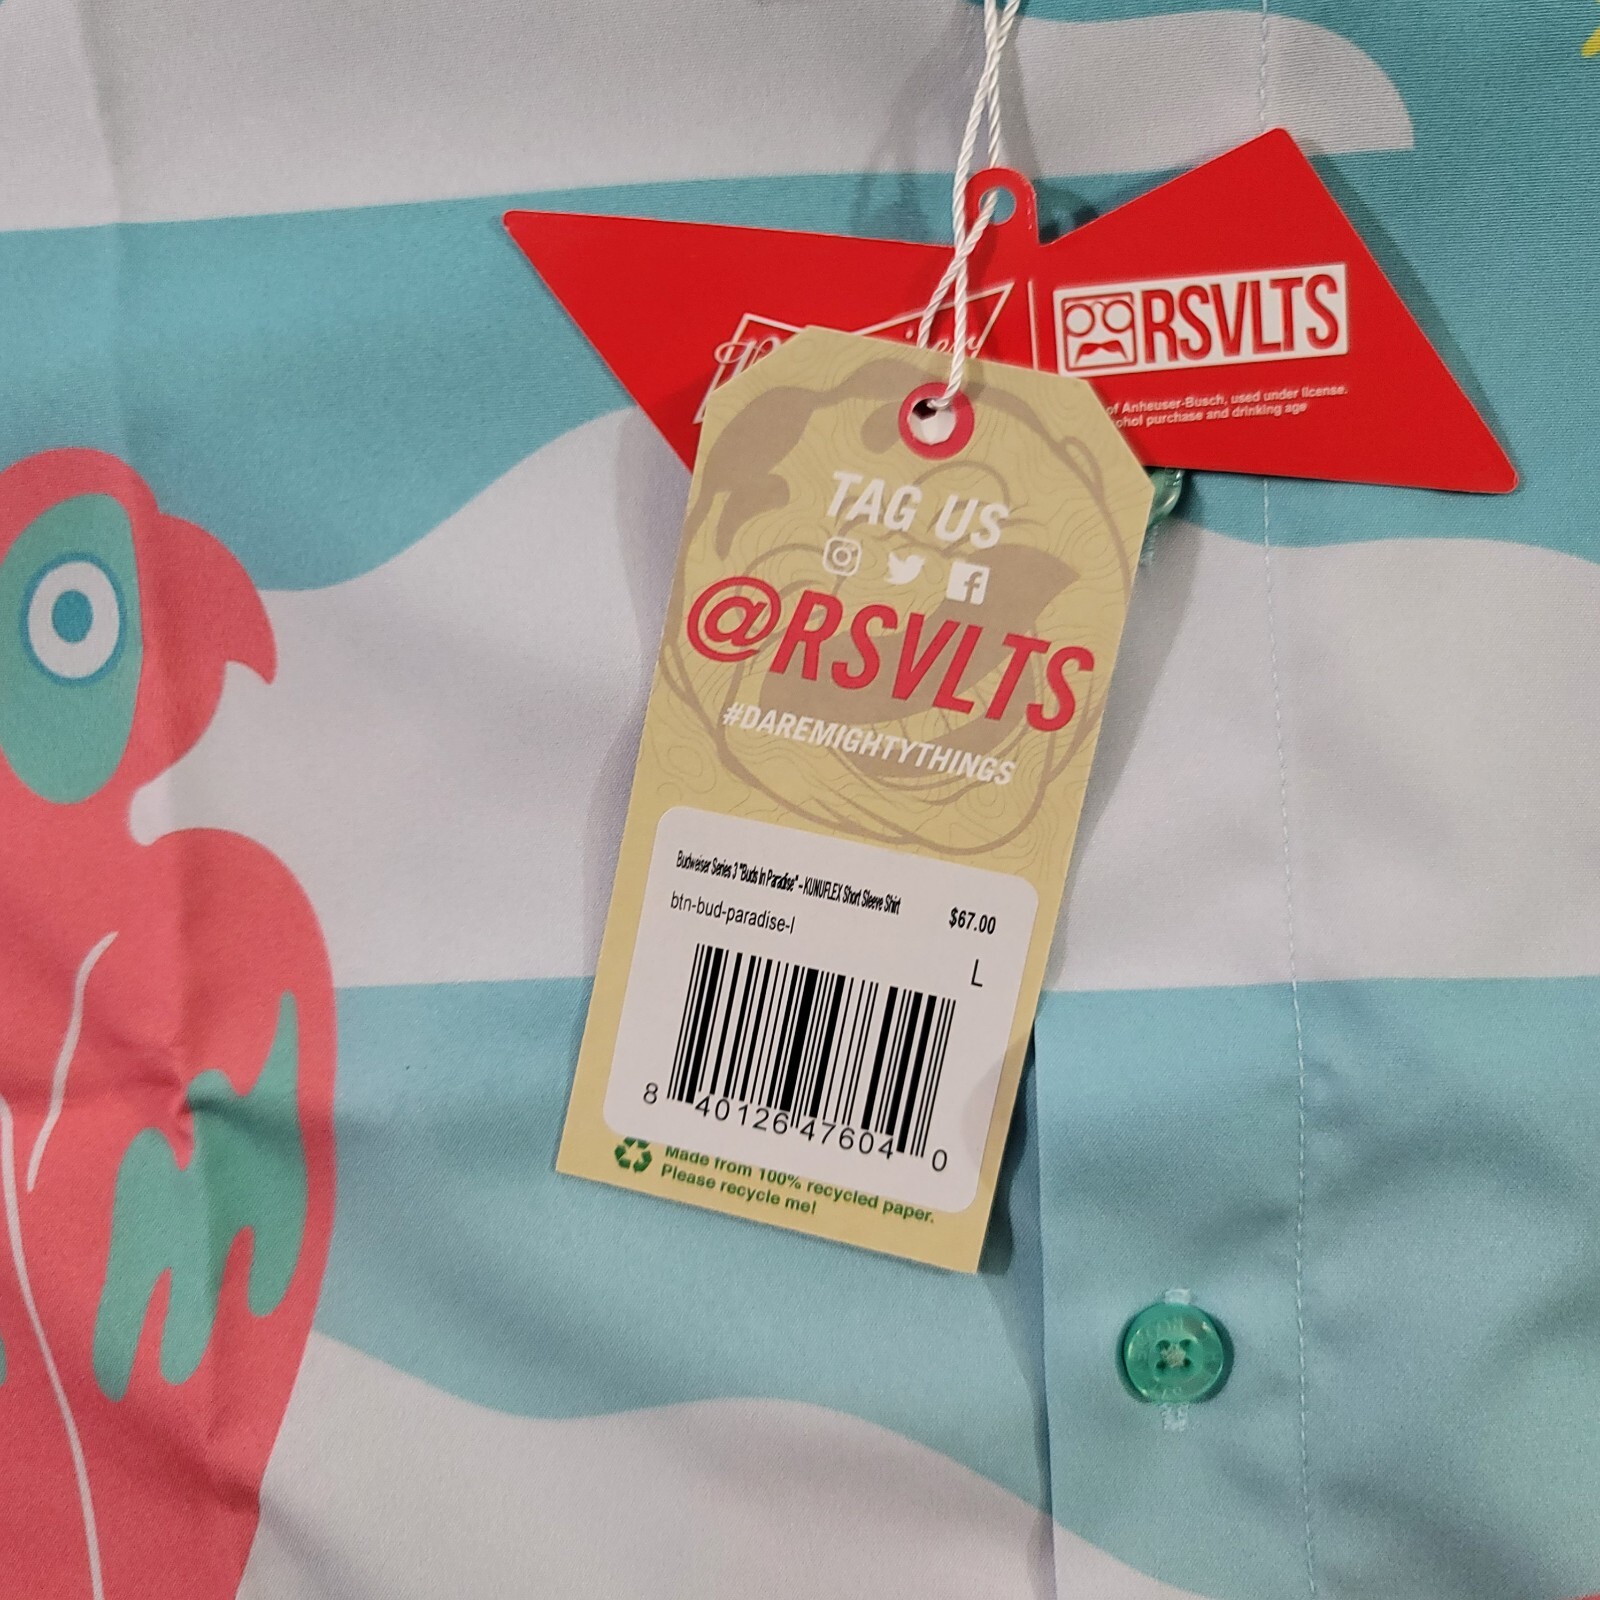 RSVLTS
of Anheuser-Busch, used under license.
purchase and drinking age
TAG US
@RSVLTS
#DAREMIGHTYTHINGS
Budweiser Series 3 "Buds In Paradise" - KUNUFLEX Short Sleeve Shirt
$67.00
btn-bud-paradise-l
L
8 40126 47604 0
Made from 100% recycled paper.
Please recycle me!